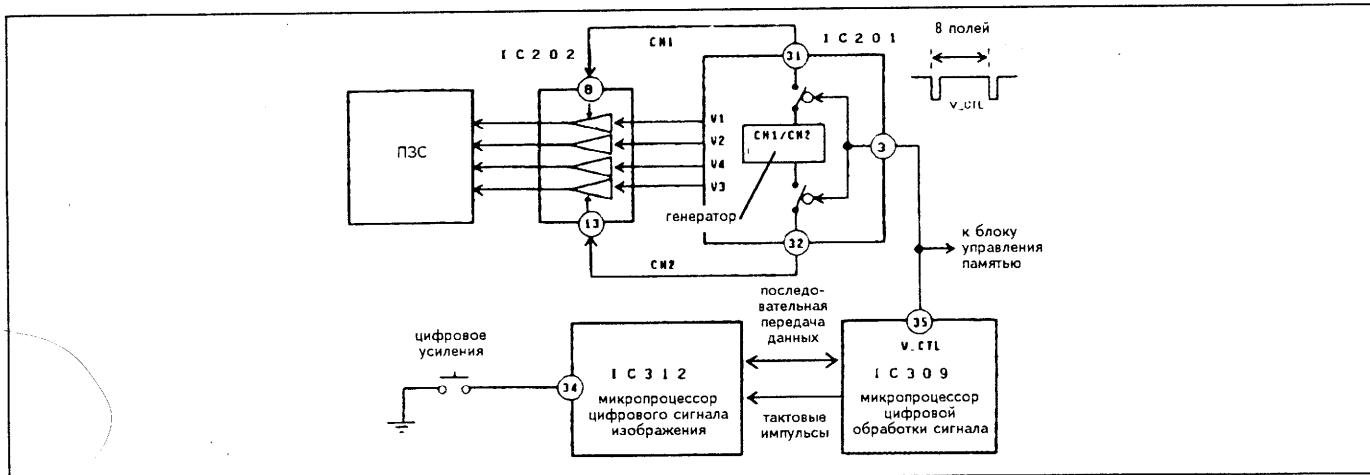 CH1
IC202
IC201
8 полей
V_CTL
31
8
ПЗС
V1
V2
V4
V3
CH1/CH2
3
генератор
13
32
CH2
к блоку
управления
памятью
последо-
вательная
передача
данных
35
V_CTL
цифровое
усиления
34
IC312
микропроцессор
цифрового сигнала
изображения
тактовые
импульсы
IC309
микропроцессор
цифровой
обработки сигнала